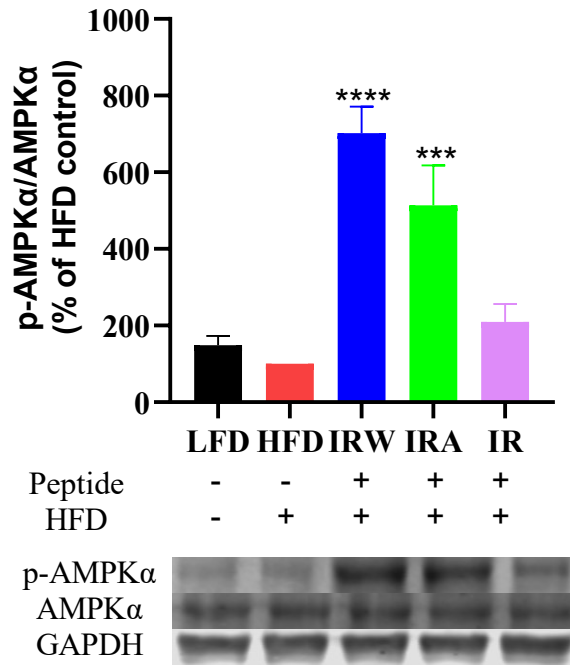 p-AMPKα/AMPKα
(% of HFD control)
1000
800
600
400
200
0
****
***
LFD HFD IRW IRA IR
Peptide - - + + +
HFD - + + + +
p-AMPKα
AMPKα
GAPDH